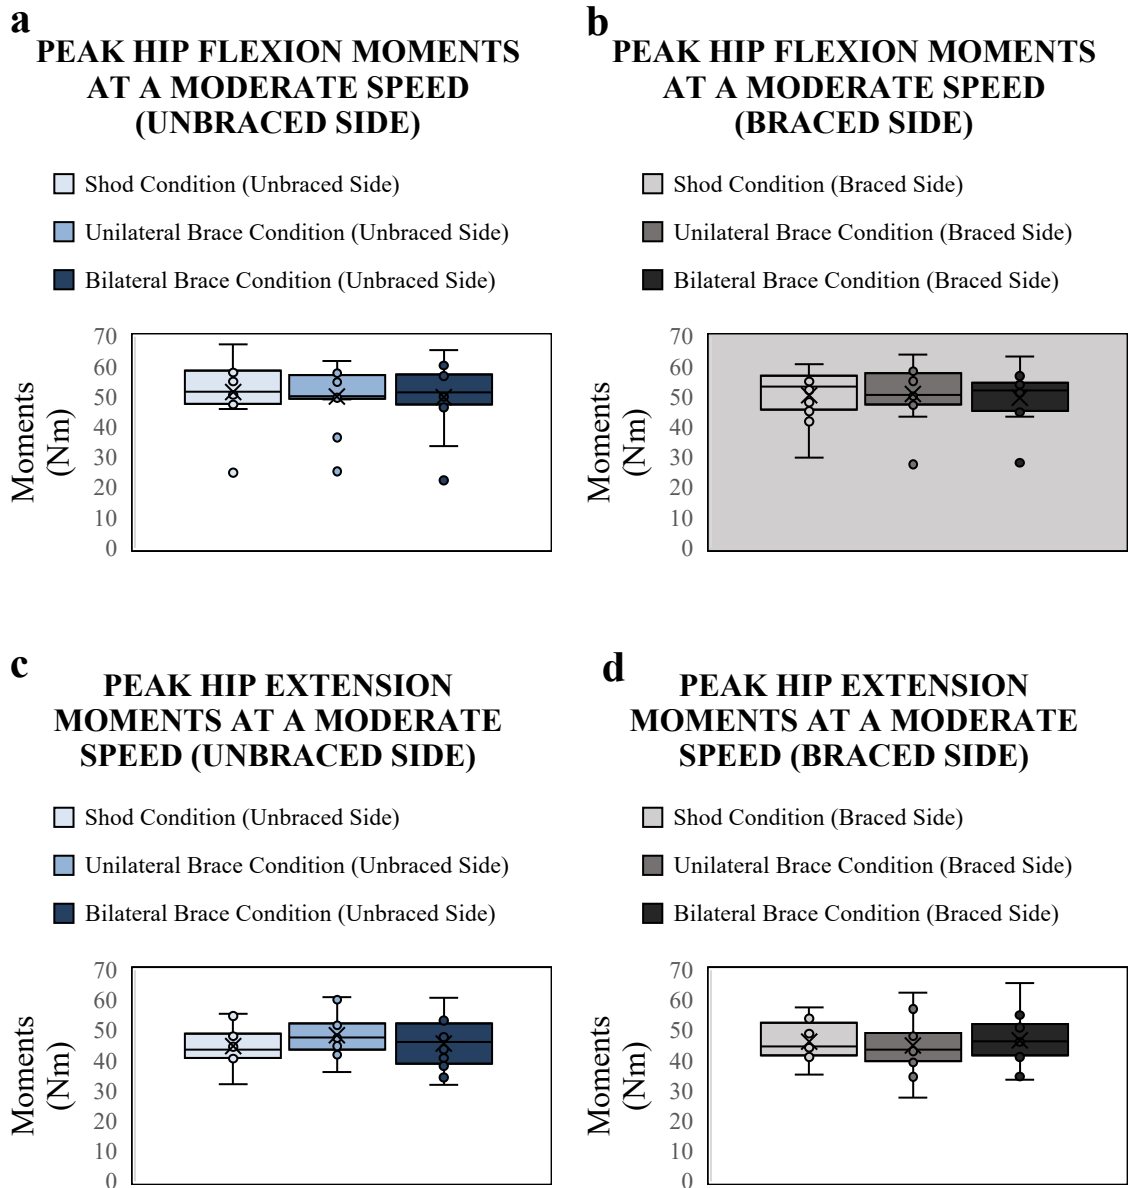 a
PEAK HIP FLEXION MOMENTS
AT A MODERATE SPEED
(UNBRACED SIDE)
Shod Condition (Unbraced Side)
Unilateral Brace Condition (Unbraced Side)
Bilateral Brace Condition (Unbraced Side)
Moments
(Nm)
70
60
50
40
30
20
10
0
b
PEAK HIP FLEXION MOMENTS
AT A MODERATE SPEED
(BRACED SIDE)
Shod Condition (Braced Side)
Unilateral Brace Condition (Braced Side)
Bilateral Brace Condition (Braced Side)
Moments
(Nm)
70
60
50
40
30
20
10
0
c
PEAK HIP EXTENSION
MOMENTS AT A MODERATE
SPEED (UNBRACED SIDE)
Shod Condition (Unbraced Side)
Unilateral Brace Condition (Unbraced Side)
Bilateral Brace Condition (Unbraced Side)
Moments
(Nm)
70
60
50
40
30
20
10
0
d
PEAK HIP EXTENSION
MOMENTS AT A MODERATE
SPEED (BRACED SIDE)
Shod Condition (Braced Side)
Unilateral Brace Condition (Braced Side)
Bilateral Brace Condition (Braced Side)
Moments
(Nm)
70
60
50
40
30
20
10
0